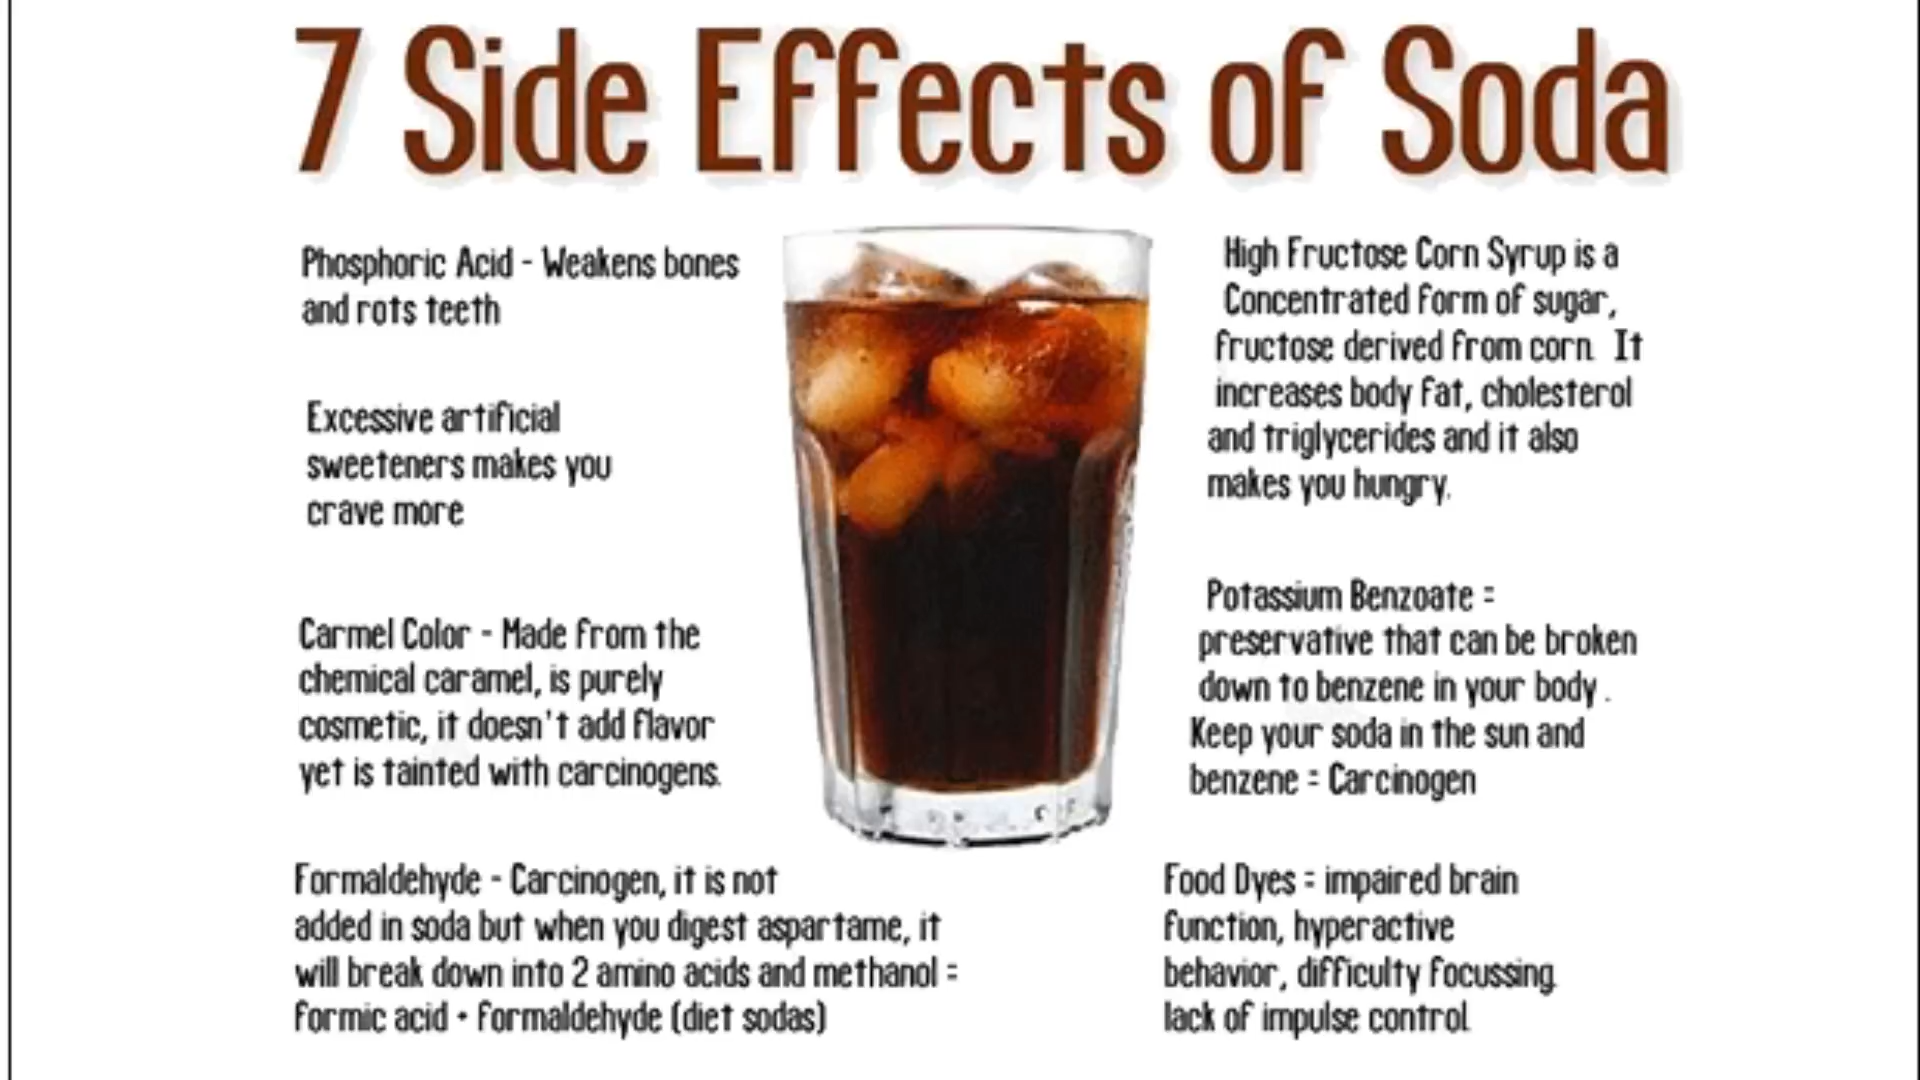 7 Side Effects of Soda
Phosphoric Acid - Weakens bones
and rots teeth
Excessive artificial
sweeteners makes you
crave more
Carmel Color - Made from the
chemical caramel, is purely
cosmetic, it doesn't add flavor
yet is tainted with carcinogens.
Formaldehyde - Carcinogen, it is not
added in soda but when you digest aspartame, it
will break down into 2 amino acids and methanol =
formic acid + formaldehyde (diet sodas)
High Fructose Corn Syrup is a
Concentrated form of sugar,
fructose derived from corn. It
increases body fat, cholesterol
and triglycerides and it also
makes you hungry.
Potassium Benzoate =
preservative that can be broken
down to benzene in your body .
Keep your soda in the sun and
benzene = Carcinogen
Food Dyes = impaired brain
function, hyperactive
behavior, difficulty focussing.
lack of impulse control.